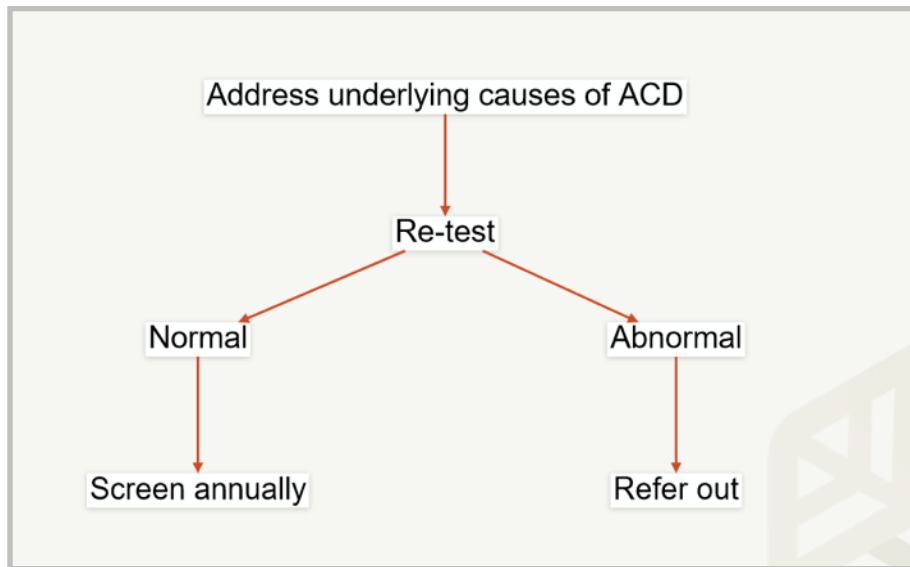 Address underlying causes of ACD
Re-test
Normal
Abnormal
Screen annually
Refer out